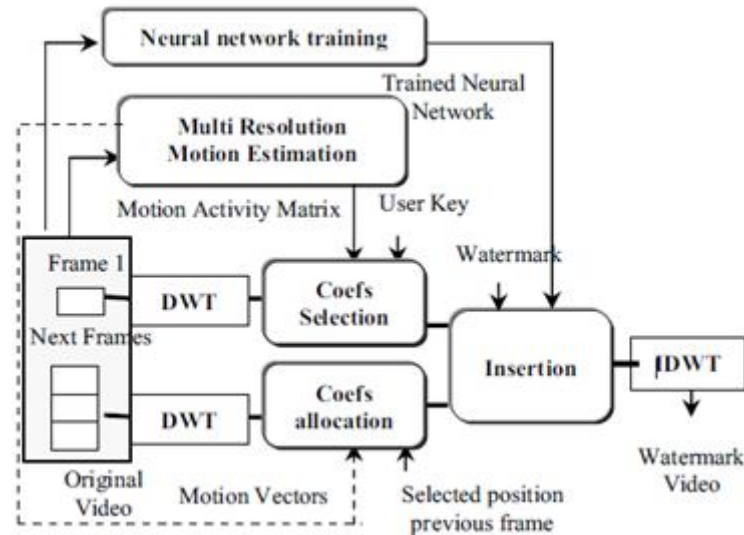 Neural network training
Trained Neural
Network
Multi Resolution
Motion Estimation
Motion Activity Matrix
User Key
Frame 1
DWT
Coefs
Selection
Watermark
Next Frames
Insertion
IDWT
DWT
Coefs
allocation
Original
Video
Motion Vectors
Selected position
previous frame
Watermark
Video